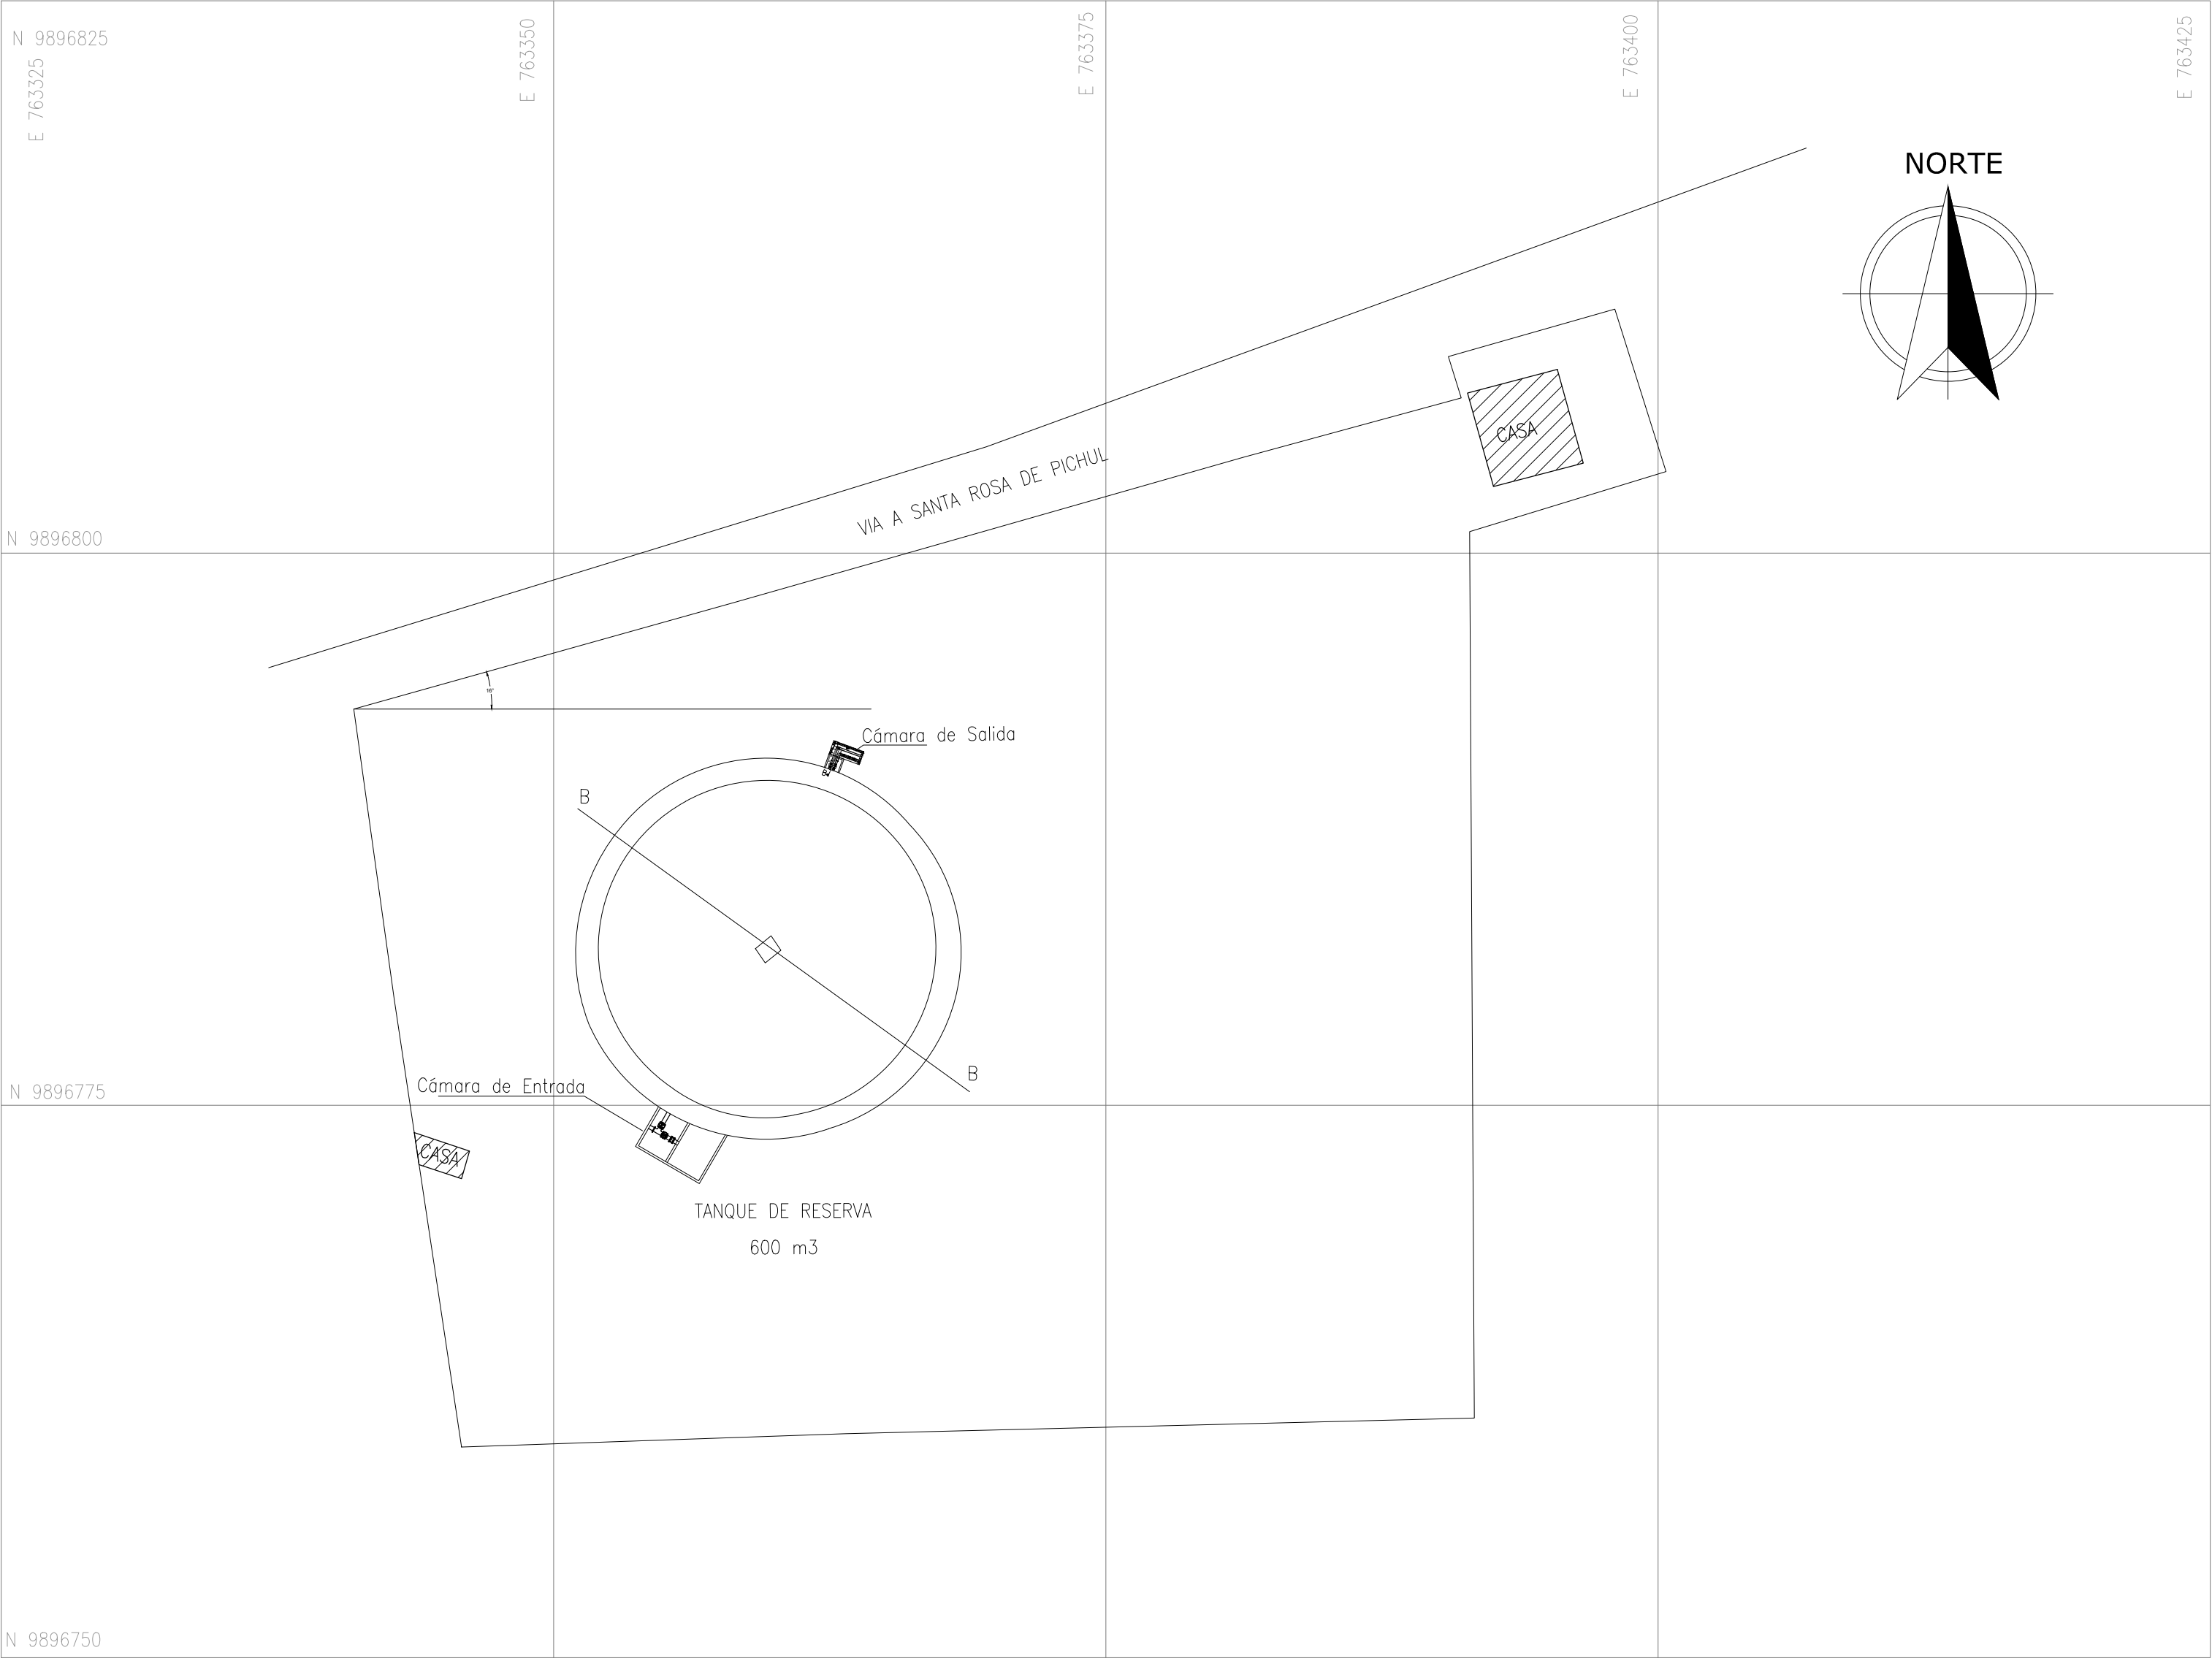 N 9896825
E 763325
E 763350
E 763375
E 763400
E 763425
NORTE
CASA
VIA A SANTA ROSA DE PICHUL
N 9896800
16°
Cámara de Salida
B
B
Cámara de Entrada
N 9896775
CASA
TANQUE DE RESERVA
600 m3
N 9896750